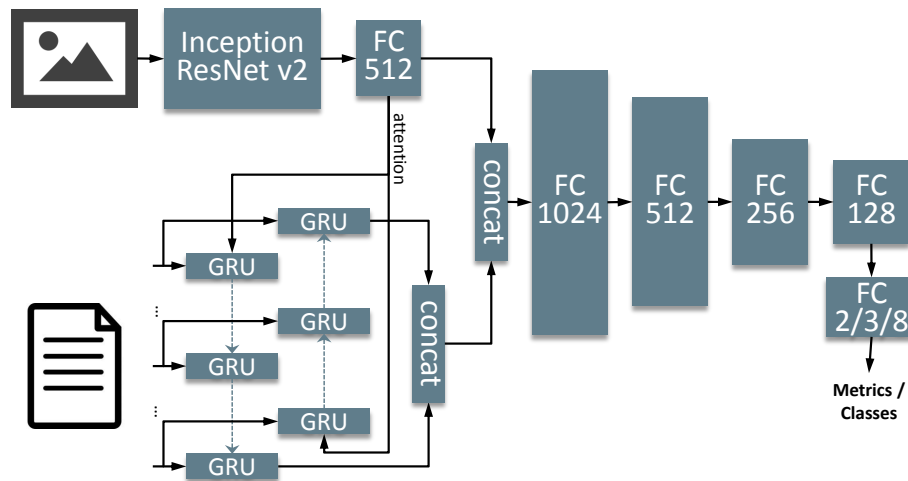 Inception
ResNet v2
FC
512
attention
GRU
GRU
...
GRU
GRU
...
GRU
GRU
concat
concat
FC
1024
FC
512
FC
256
FC
128
FC
2/3/8
Metrics /
Classes